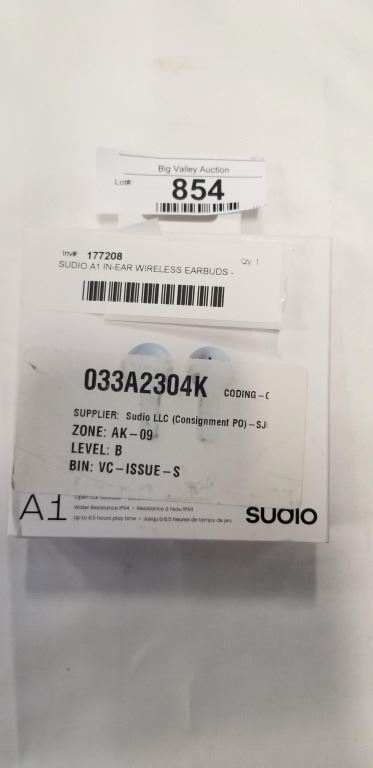 Big Valley Auction
Lot# 854
Inv#: 177208 Qty: 1
SUDIO A1 IN-EAR WIRELESS EARBUDS -
033A2304K CODING-C
SUPPLIER: Sudio LLC (Consignment PO)-SJ
ZONE: AK-09
LEVEL: B
BIN: VC-ISSUE-S
Water Resistance IPX4 · Résistance à l'eau IPX4
Up to 6.5 hours play time · Jusqu'à 6.5 heures de temps de jeu
A1
SUDIO